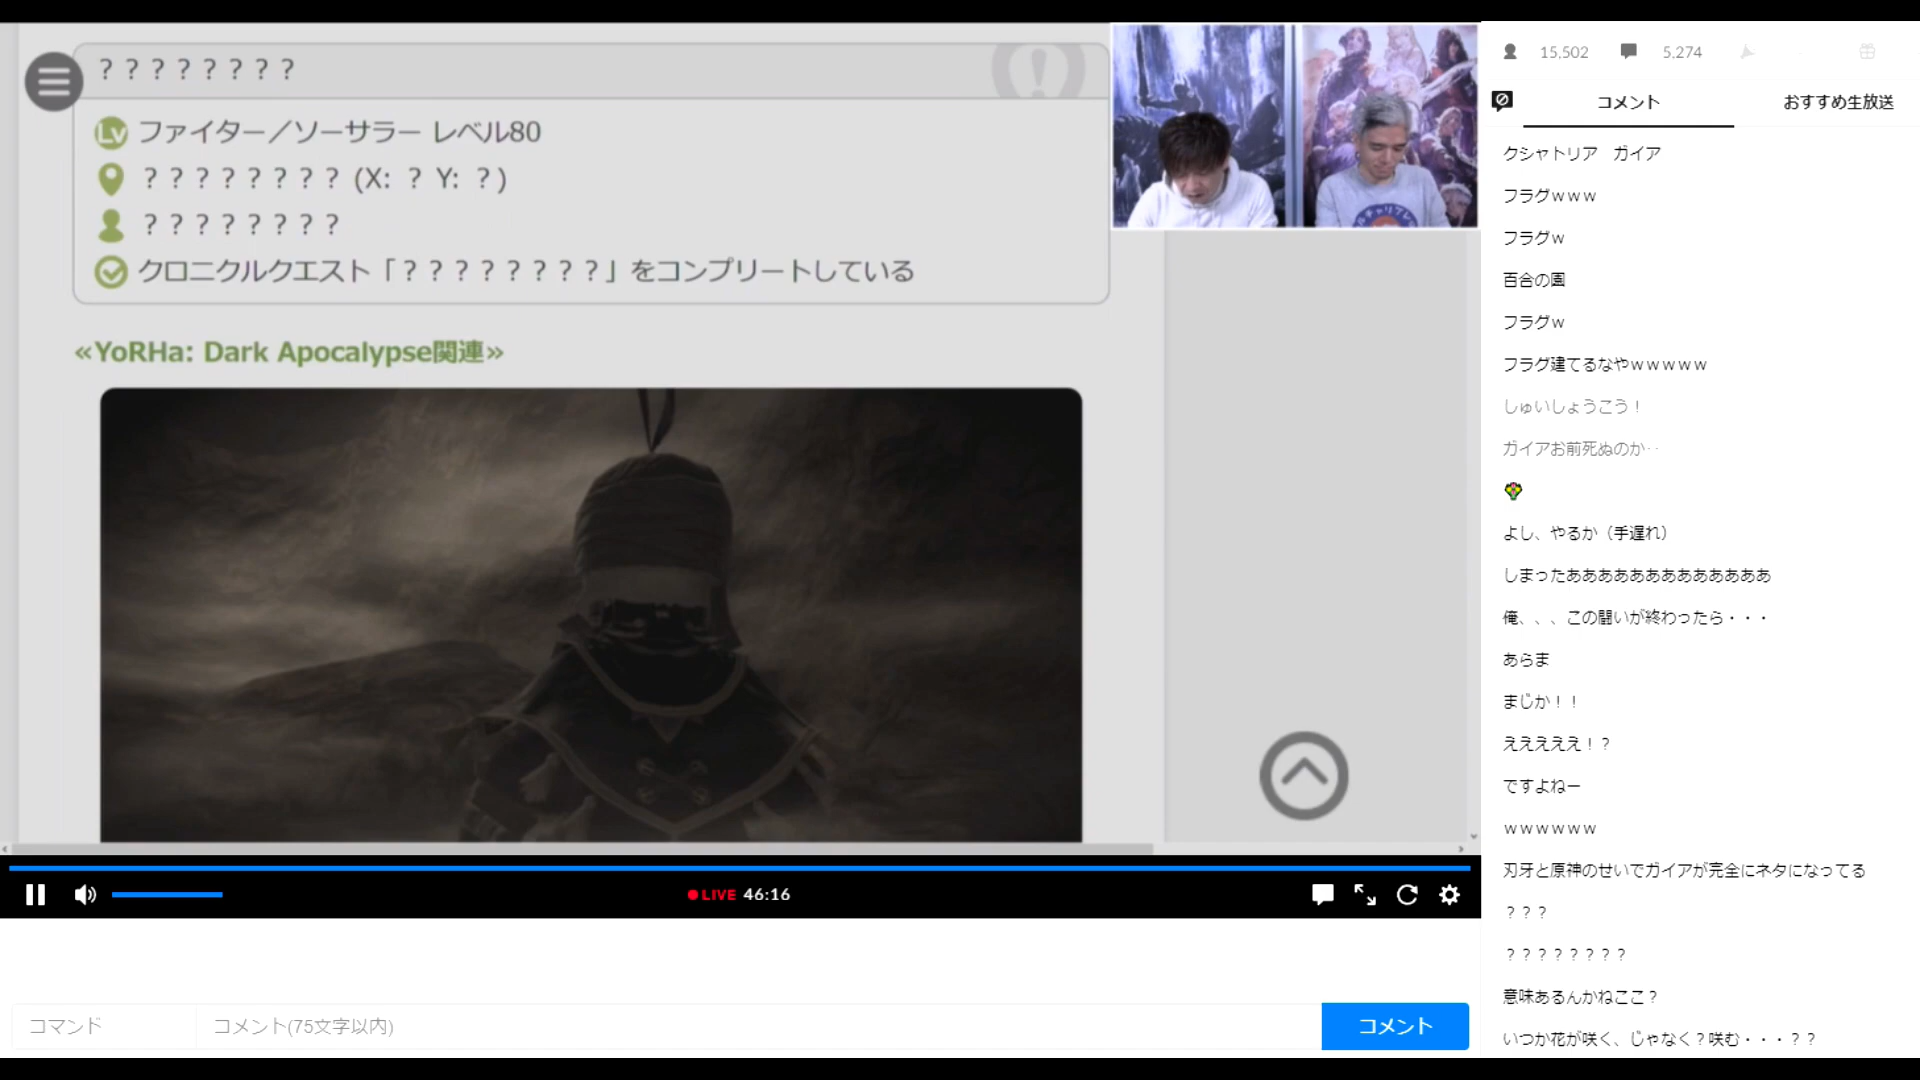 ？？？？？？？？
Lv ファイター／ソーサラー レベル80
？？？？？？？？ (X: ？ Y: ？)
？？？？？？？？
クロニクルクエスト「？？？？？？？？」をコンプリートしている
≪YoRHa: Dark Apocalypse関連≫
LIVE 46:16
コマンド
コメント(75文字以内)
コメント
15,502 5,274
コメント おすすめ生放送
クシャトリア　ガイア
フラグｗｗｗ
フラグｗ
百合の園
フラグｗ
フラグ建てるなやｗｗｗｗｗ
しゅいしょうこう！
ガイアお前死ぬのか‥
よし、やるか（手遅れ）
しまったあああああああああああああ
俺、、、この闘いが終わったら・・・
あらま
まじか！！
えええええ！？
ですよねー
ｗｗｗｗｗｗ
刃牙と原神のせいでガイアが完全にネタになってる
？？？
？？？？？？？？
意味あるんかねここ？
いつか花が咲く、じゃなく？咲む・・・？？